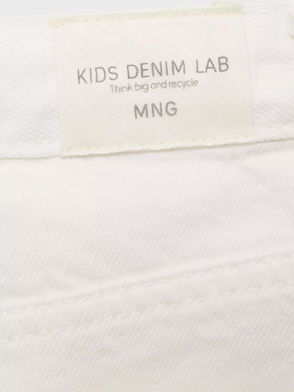 KIDS DENIM LAB
Think big and recycle
MNG